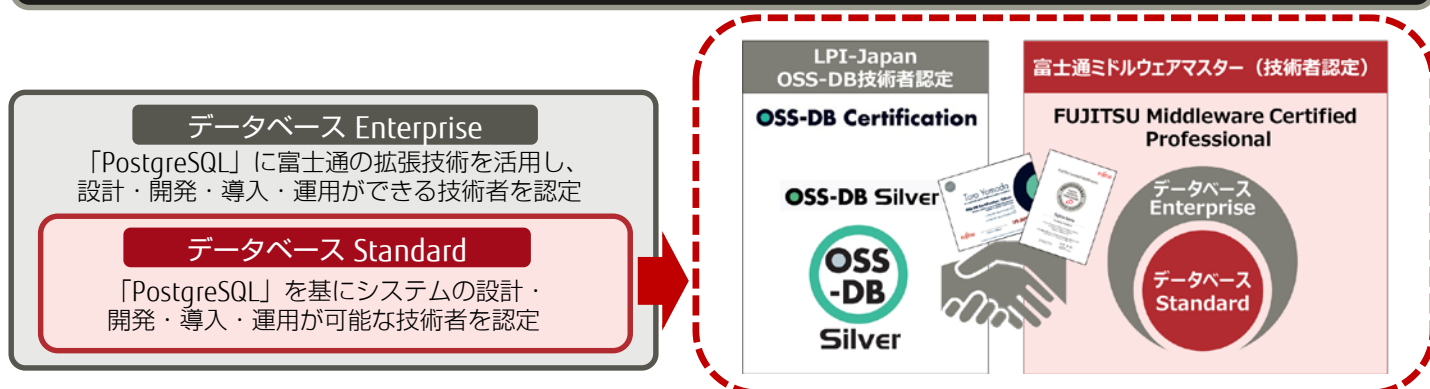 データベース Enterprise
「PostgreSQL」に富士通の拡張技術を活用し、
設計・開発・導入・運用ができる技術者を認定
データベース Standard
「PostgreSQL」を基にシステムの設計・
開発・導入・運用が可能な技術者を認定
LPI-Japan
OSS-DB技術者認定
OSS-DB Certification
OSS-DB Silver
OSS
-DB
Silver
富士通ミドルウェアマスター（技術者認定）
FUJITSU Middleware Certified
Professional
Taro Yamada
データベース
Enterprise
データベース
Standard